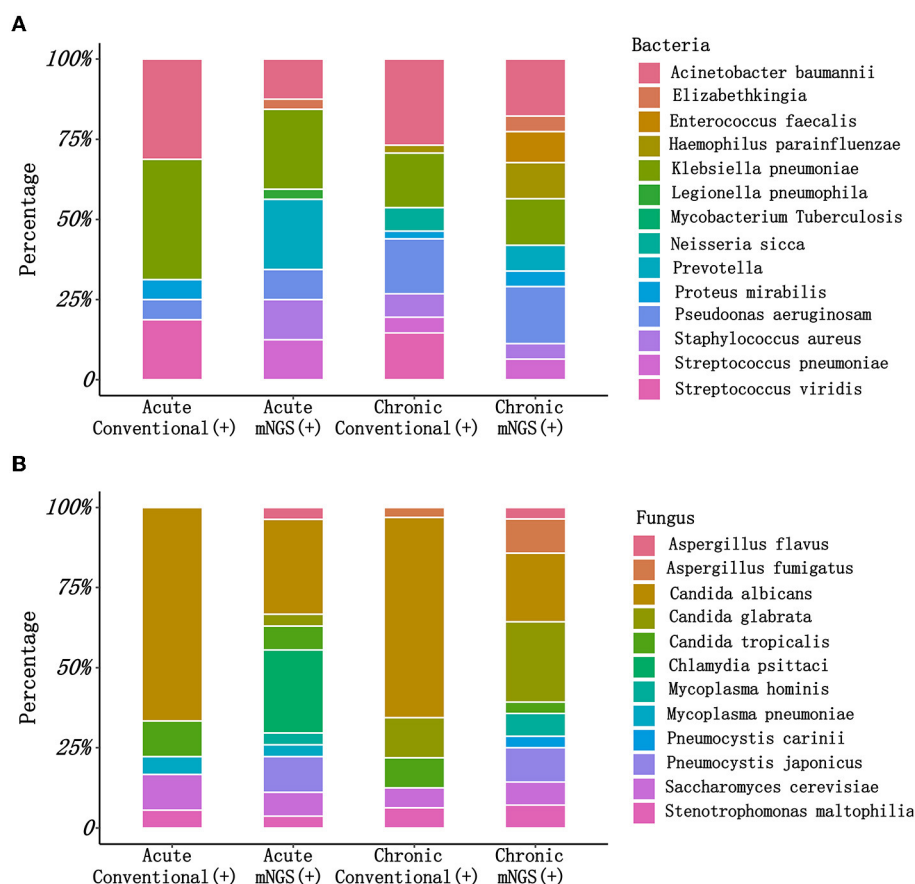 A
Bacteria
100%
75%
50%
25%
0
Percentage
Acinetobacter baumannii
Elizabethkingia
Enterococcus faecalis
Haemophilus parainfluenzae
Klebsiella pneumoniae
Legionella pneumophila
Mycobacterium Tuberculosis
Neisseria sicca
Prevotella
Proteus mirabilis
Pseudoonas aeruginosam
Staphylococcus aureus
Streptococcus pneumoniae
Streptococcus viridis
Acute
Conventional(+)
Acute
mNGS(+)
Chronic
Conventional(+)
Chronic
mNGS(+)
B
Fungus
100%
75%
50%
25%
0
Percentage
Aspergillus flavus
Aspergillus fumigatus
Candida albicans
Candida glabrata
Candida tropicalis
Chlamydia psittaci
Mycoplasma hominis
Mycoplasma pneumoniae
Pneumocystis carinii
Pneumocystis japonicus
Saccharomyces cerevisiae
Stenotrophomonas maltophilia
Acute
Conventional(+)
Acute
mNGS(+)
Chronic
Conventional(+)
Chronic
mNGS(+)